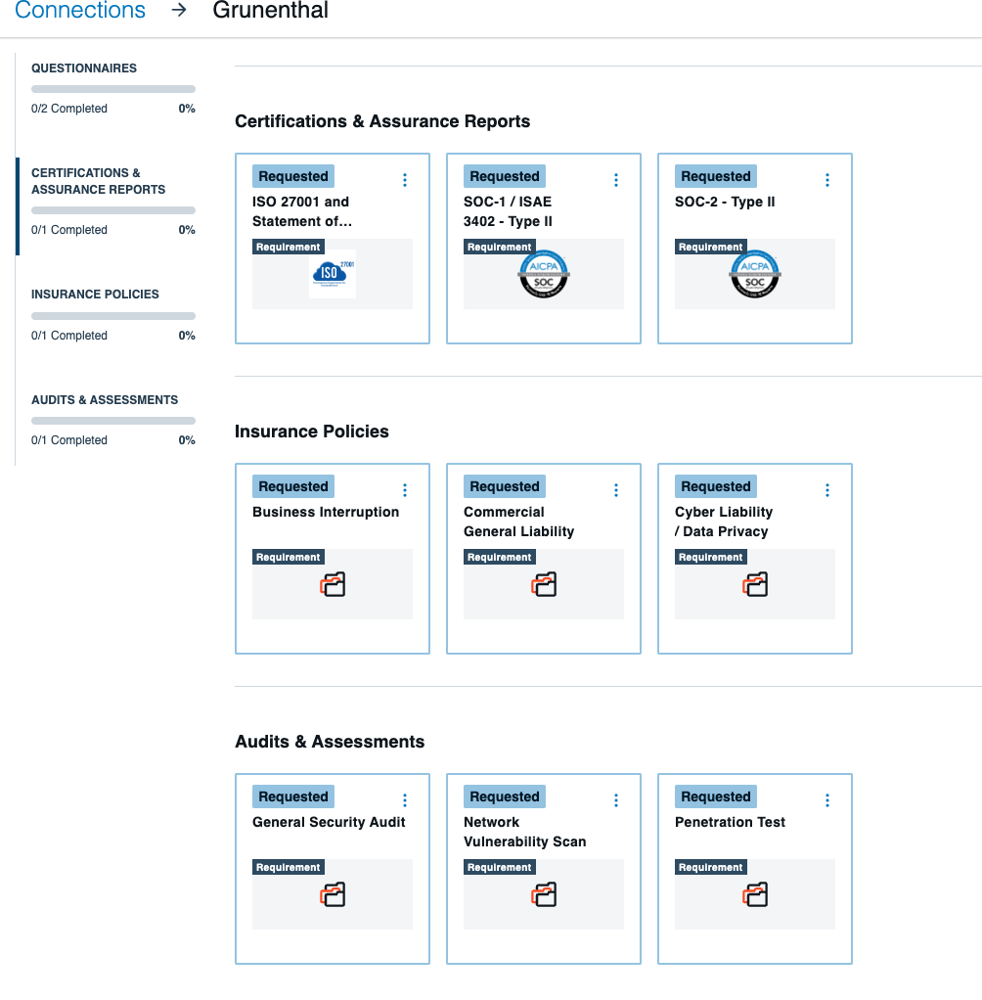 Connections → Grunenthal
QUESTIONNAIRES
0/2 Completed 0%
CERTIFICATIONS &
ASSURANCE REPORTS
0/1 Completed 0%
INSURANCE POLICIES
0/1 Completed 0%
AUDITS & ASSESSMENTS
0/1 Completed 0%
Certifications & Assurance Reports
Requested
ISO 27001 and
Statement of...
Requirement
ISO 27001
Requested
SOC-1 / ISAE
3402 - Type II
Requirement
AICPA
SOC
Requested
SOC-2 - Type II
Requirement
AICPA
SOC
Insurance Policies
Requested
Business Interruption
Requirement
Requested
Commercial
General Liability
Requirement
Requested
Cyber Liability
/ Data Privacy
Requirement
Audits & Assessments
Requested
General Security Audit
Requirement
Requested
Network
Vulnerability Scan
Requirement
Requested
Penetration Test
Requirement